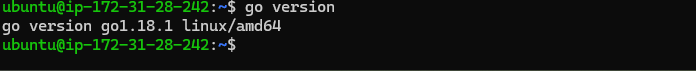 ubuntu@ip-172-31-28-242:~$ go version
go version go1.18.1 linux/amd64
ubuntu@ip-172-31-28-242:~$